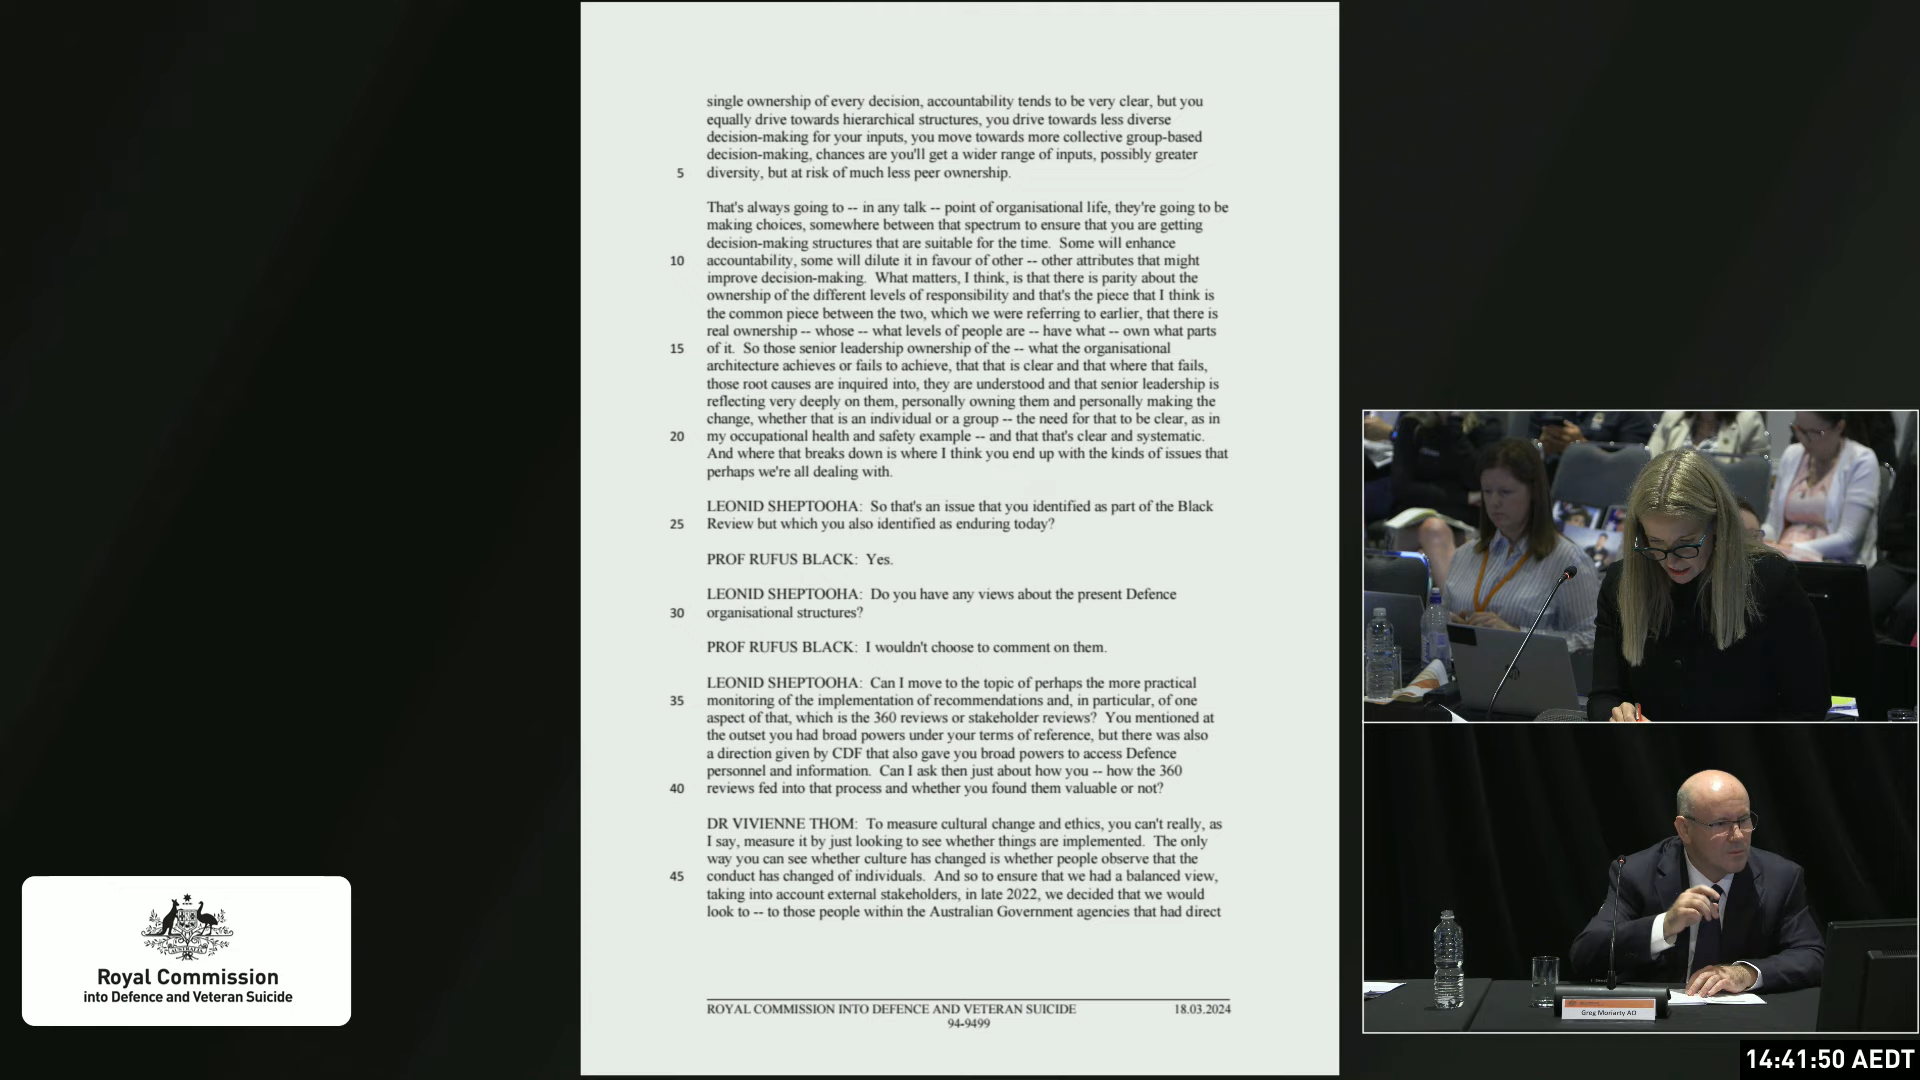 single ownership of every decision, accountability tends to be very clear, but you
equally drive towards hierarchical structures, you drive towards less diverse
decision-making for your inputs, you move towards more collective group-based
decision-making, chances are you'll get a wider range of inputs, possibly greater
5 diversity, but at risk of much less peer ownership.
That's always going to -- in any talk -- point of organisational life, they're going to be
making choices, somewhere between that spectrum to ensure that you are getting
decision-making structures that are suitable for the time. Some will enhance
10 accountability, some will dilute it in favour of other -- other attributes that might
improve decision-making. What matters, I think, is that there is parity about the
ownership of the different levels of responsibility and that's the piece that I think is
the common piece between the two, which we were referring to earlier, that there is
real ownership -- whose -- what levels of people are -- have what -- own what parts
15 of it. So those senior leadership ownership of the -- what the organisational
architecture achieves or fails to achieve, that that is clear and that where that fails,
those root causes are inquired into, they are understood and that senior leadership is
reflecting very deeply on them, personally owning them and personally making the
change, whether that is an individual or a group -- the need for that to be clear, as in
20 my occupational health and safety example -- and that that's clear and systematic.
And where that breaks down is where I think you end up with the kinds of issues that
perhaps we're all dealing with.
LEONID SHEPTOOHA: So that's an issue that you identified as part of the Black
25 Review but which you also identified as enduring today?
PROF RUFUS BLACK: Yes.
LEONID SHEPTOOHA: Do you have any views about the present Defence
30 organisational structures?
PROF RUFUS BLACK: I wouldn't choose to comment on them.
LEONID SHEPTOOHA: Can I move to the topic of perhaps the more practical
35 monitoring of the implementation of recommendations and, in particular, of one
aspect of that, which is the 360 reviews or stakeholder reviews? You mentioned at
the outset you had broad powers under your terms of reference, but there was also
a direction given by CDF that also gave you broad powers to access Defence
personnel and information. Can I ask then just about how you -- how the 360
40 reviews fed into that process and whether you found them valuable or not?
DR VIVIENNE THOM: To measure cultural change and ethics, you can't really, as
I say, measure it by just looking to see whether things are implemented. The only
way you can see whether culture has changed is whether people observe that the
45 conduct has changed of individuals. And so to ensure that we had a balanced view,
taking into account external stakeholders, in late 2022, we decided that we would
look to -- to those people within the Australian Government agencies that had direct
ROYAL COMMISSION INTO DEFENCE AND VETERAN SUICIDE 18.03.2024
94-9499
AUSTRALIA
Royal Commission
into Defence and Veteran Suicide
Greg Moriarty AO
14:41:50 AEDT